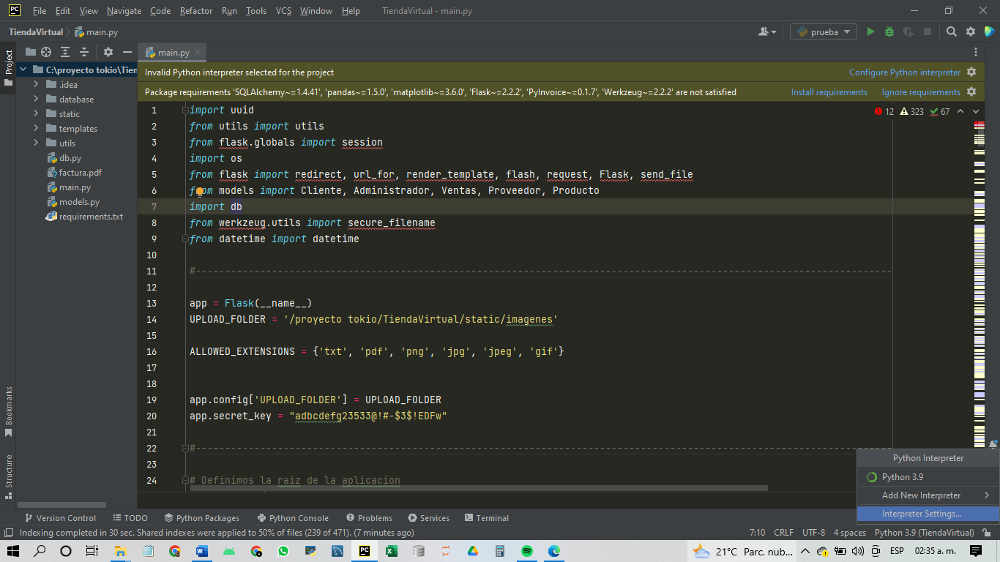 PC File Edit View Navigate Code Refactor Run Tools VCS Window Help TiendaVirtual - main.py
TiendaVirtual main.py prueba
Project
main.py
C:\proyecto tokio\Tien
.idea
database
static
templates
utils
db.py
factura.pdf
main.py
models.py
requirements.txt
Invalid Python interpreter selected for the project Configure Python interpreter
Package requirements 'SQLAlchemy~=1.4.41', 'pandas~=1.5.0', 'matplotlib~=3.6.0', 'Flask~=2.2.2', 'PyInvoice~=0.1.7', 'Werkzeug~=2.2.2' are not satisfied Install requirements Ignore requirements
12 323 67
1 import uuid
2 from utils import utils
3 from flask.globals import session
4 import os
5 from flask import redirect, url_for, render_template, flash, request, Flask, send_file
6 from models import Cliente, Administrador, Ventas, Proveedor, Producto
7 import db
8 from werkzeug.utils import secure_filename
9 from datetime import datetime
10
11 #-----------------------------------------------------------------------------------------------------------------------
12
13 app = Flask(__name__)
14 UPLOAD_FOLDER = '/proyecto tokio/TiendaVirtual/static/imagenes'
15
16 ALLOWED_EXTENSIONS = {'txt', 'pdf', 'png', 'jpg', 'jpeg', 'gif'}
17
18
19 app.config['UPLOAD_FOLDER'] = UPLOAD_FOLDER
20 app.secret_key = "adbcdefg23533@!#-$3$!EDFw"
21
22 #-----------------------------------------------------------------------------------------------------------------------
23
24 # Definimos la raiz de la aplicacion
Bookmarks
Structure
Python Interpreter
Python 3.9
Add New Interpreter
Interpreter Settings...
Version Control TODO Python Packages Python Console Problems Services Terminal
Indexing completed in 30 sec. Shared indexes were applied to 50% of files (239 of 471). (7 minutes ago) 7:10 CRLF UTF-8 4 spaces Python 3.9 (TiendaVirtual)
21°C Parc. nub... ESP 02:35 a. m.